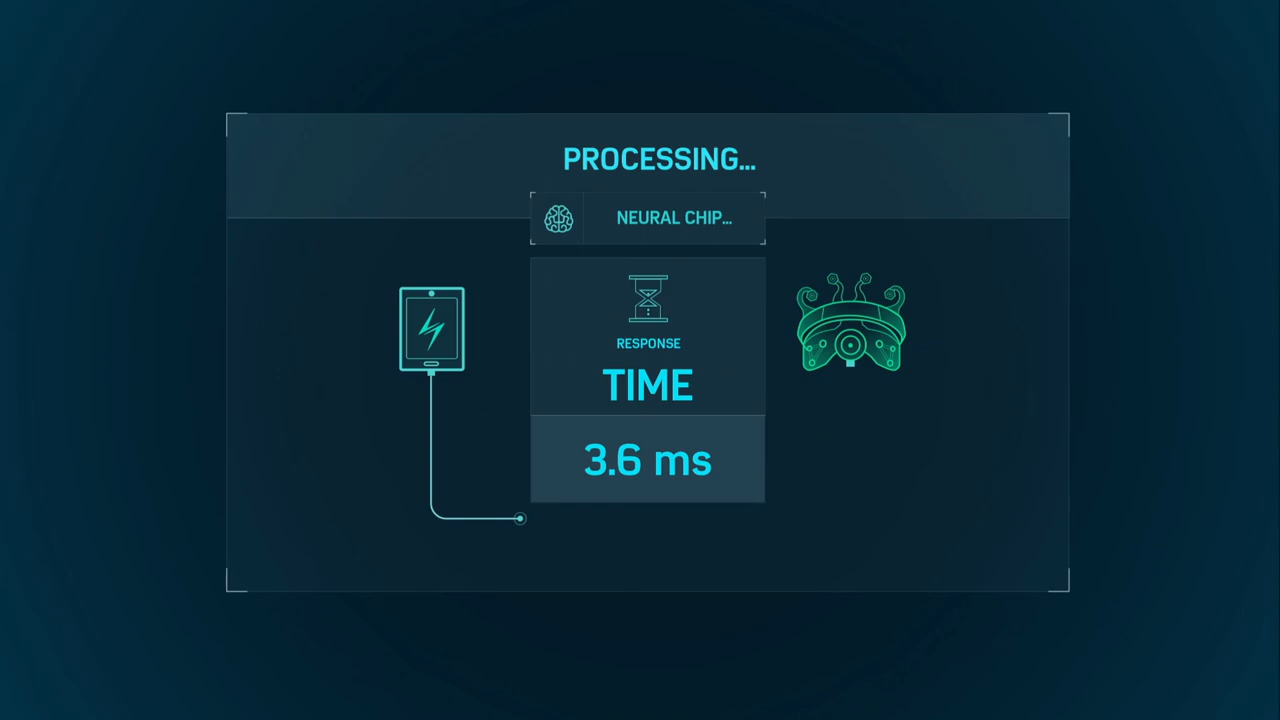 PROCESSING...
NEURAL CHIP...
RESPONSE
TIME
3.6 ms